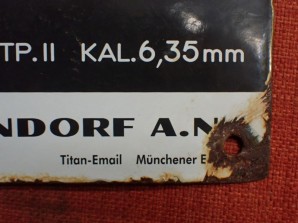 TP.II KAL.6,35mm
NDORF A.N
Titan-Email Münchener E